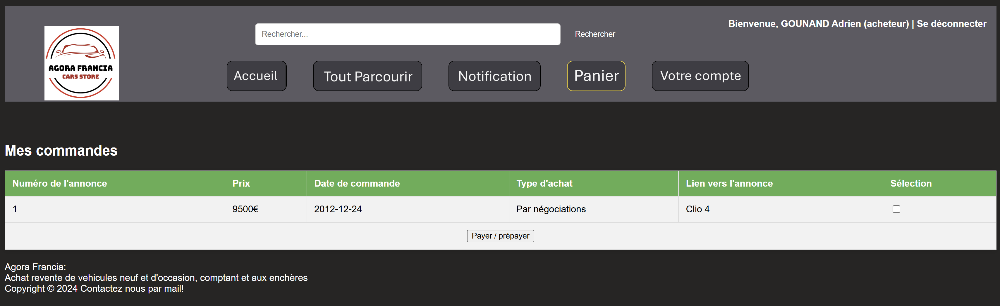 Bienvenue, GOUNAND Adrien (acheteur) | Se déconnecter
Rechercher... Rechercher
AGORA FRANCIA
CARS STORE
Accueil Tout Parcourir Notification Panier Votre compte
Mes commandes
Numéro de l'annonce Prix Date de commande Type d'achat Lien vers l'annonce Sélection
1 9500€ 2012-12-24 Par négociations Clio 4
Payer / prépayer
Agora Francia:
Achat revente de vehicules neuf et d'occasion, comptant et aux enchères
Copyright © 2024 Contactez nous par mail!